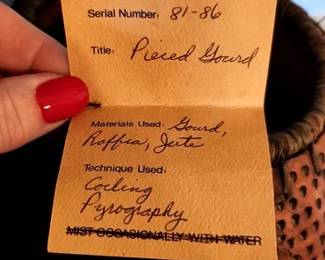 Serial Number: 81-86
Title: Pieced Gourd
Materials Used: Gourd,
Raffia, Jute
Technique Used:
Coiling
Pyrography
MIST OCCASIONALLY WITH WATER